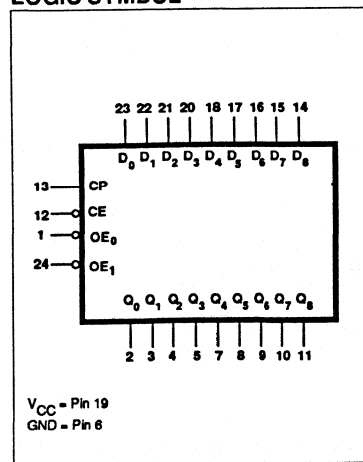 LOGIC SYMBOL
23 22 21 20 18 17 16 15 14
D0 D1 D2 D3 D4 D5 D6 D7 D8
13 CP
12 CE
1 OE0
24 OE1
Q0 Q1 Q2 Q3 Q4 Q5 Q6 Q7 Q8
2 3 4 5 7 8 9 10 11
VCC = Pin 19
GND = Pin 6